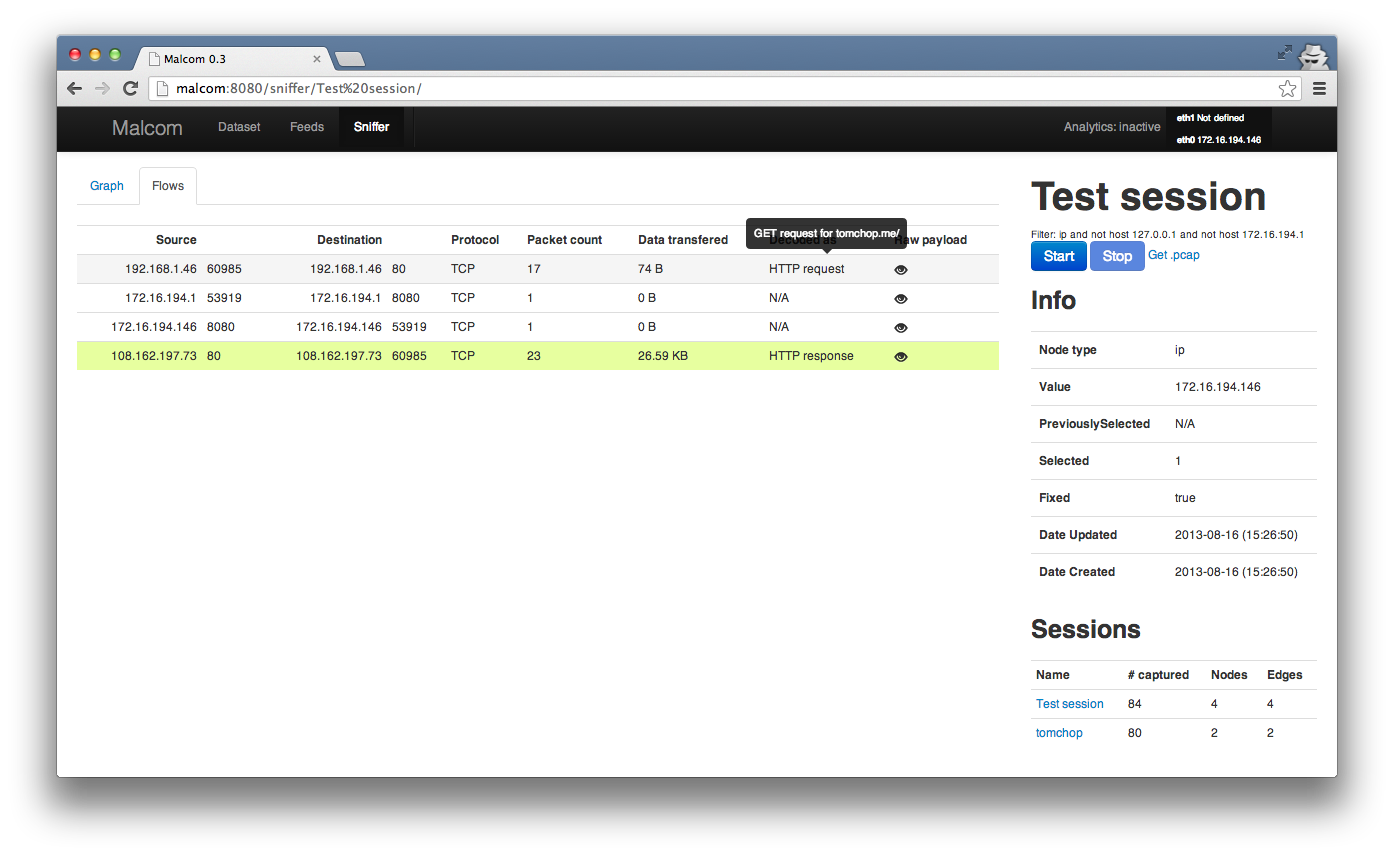 Malcom 0.3
malcom:8080/sniffer/Test%20session/
Malcom Dataset Feeds Sniffer Analytics: inactive
eth1 Not defined
eth0 172.16.194.146
Graph Flows
GET request for tomchop.me/
Source Destination Protocol Packet count Data transfered Decoded as Raw payload
192.168.1.46 60985 192.168.1.46 80 TCP 17 74 B HTTP request
172.16.194.1 53919 172.16.194.1 8080 TCP 1 0 B N/A
172.16.194.146 8080 172.16.194.146 53919 TCP 1 0 B N/A
108.162.197.73 80 108.162.197.73 60985 TCP 23 26.59 KB HTTP response
Test session
Filter: ip and not host 127.0.0.1 and not host 172.16.194.1
Start Stop Get .pcap
Info
Node type ip
Value 172.16.194.146
PreviouslySelected N/A
Selected 1
Fixed true
Date Updated 2013-08-16 (15:26:50)
Date Created 2013-08-16 (15:26:50)
Sessions
Name # captured Nodes Edges
Test session 84 4 4
tomchop 80 2 2